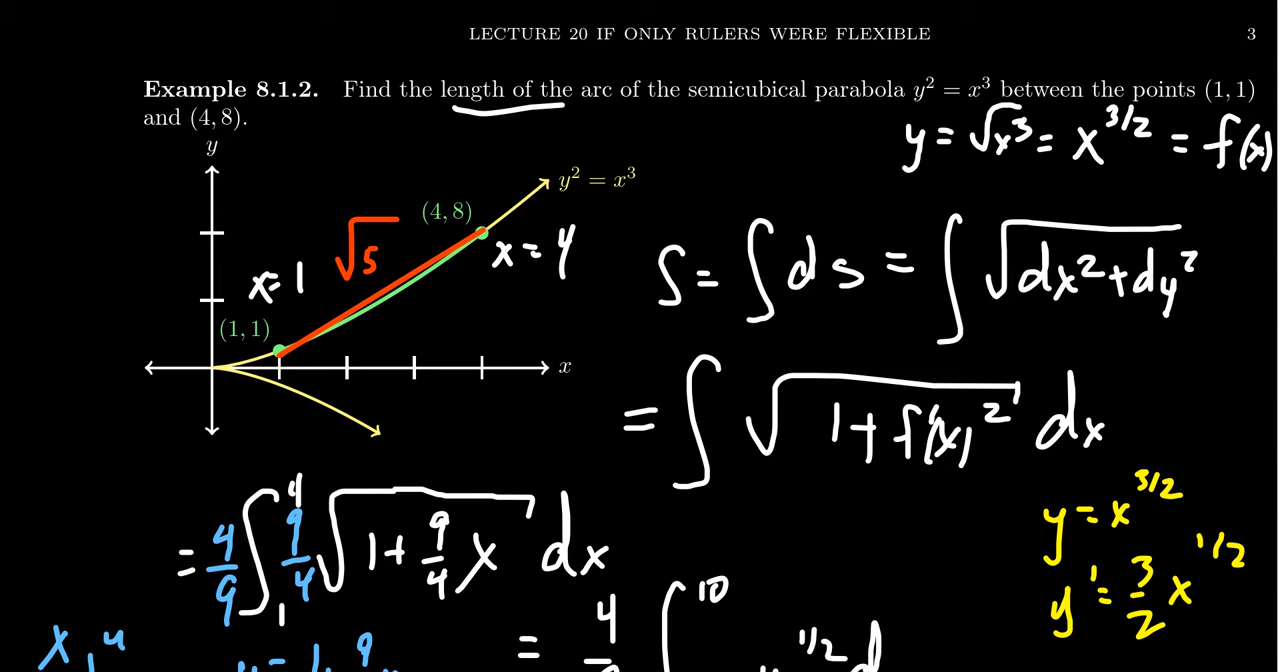 LECTURE 20 IF ONLY RULERS WERE FLEXIBLE 3
Example 8.1.2. Find the length of the arc of the semicubical parabola y² = x³ between the points (1, 1)
and (4, 8).
y = √x³ = x^{3/2} = f(x)
y
y² = x³
(4, 8)
√5
x = 4
x = 1
(1, 1)
x
S = ∫ ds = ∫ √(dx² + dy²)
= ∫ √(1 + f'(x)²) dx
y = x^{3/2}
y' = 3/2 x^{1/2}
= 4/9 ∫₁⁴ 9/4 √(1 + 9/4 x) dx
10
= 4
x u